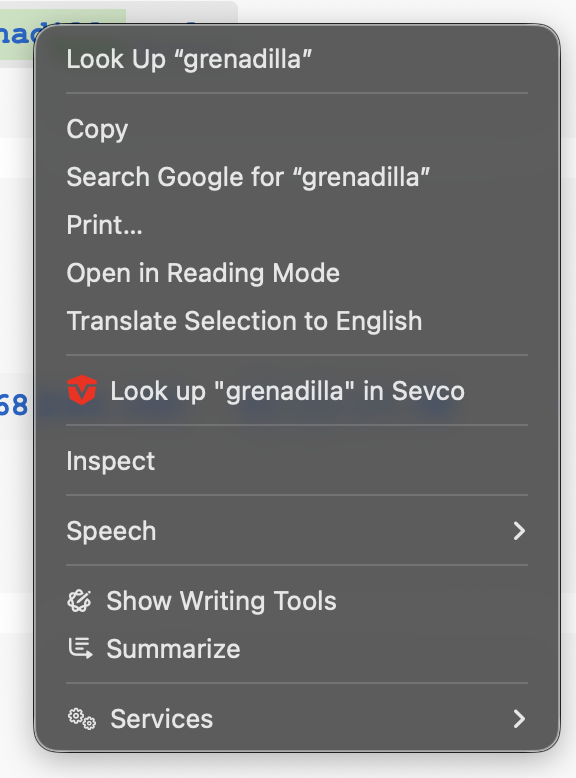 Look Up “grenadilla”
Copy
Search Google for “grenadilla”
Print...
Open in Reading Mode
Translate Selection to English
68
Look up "grenadilla" in Sevco
Inspect
Speech
Show Writing Tools
Summarize
Services